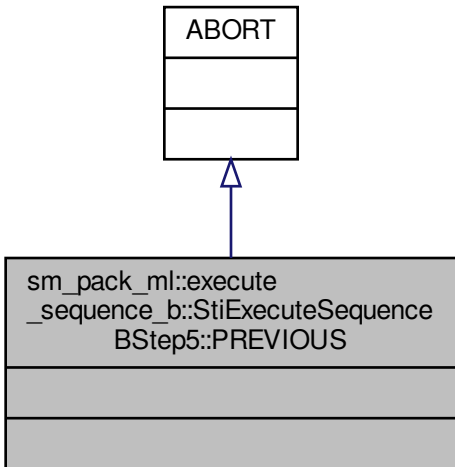 ABORT
sm_pack_ml::execute
_sequence_b::StiExecuteSequence
BStep5::PREVIOUS